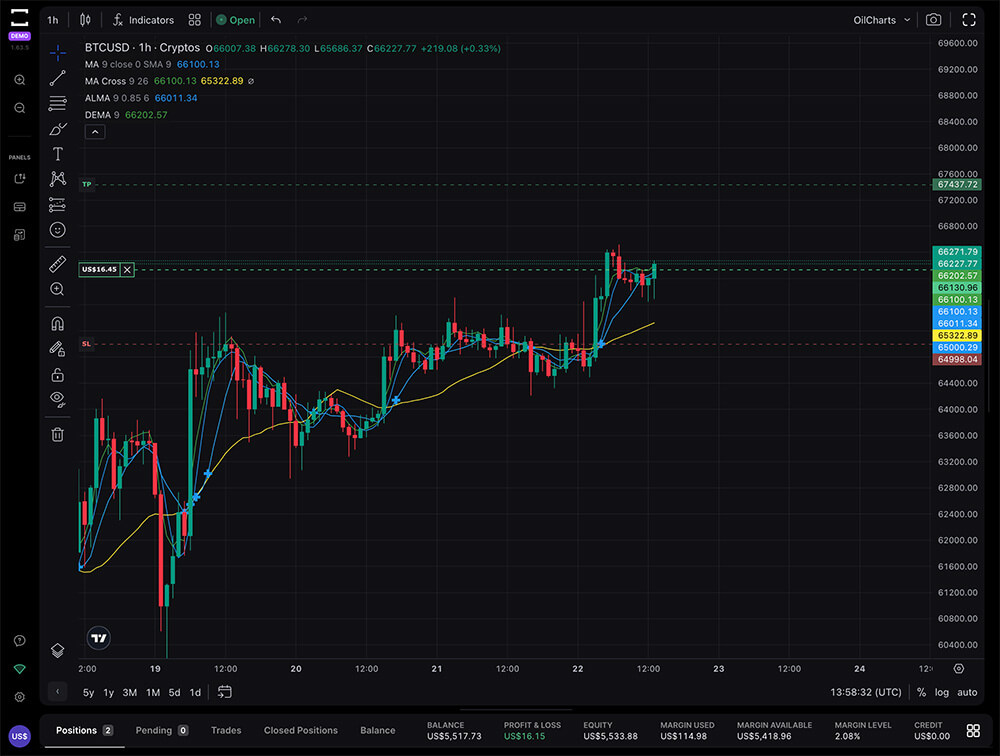 1h Indicators Open OilCharts
DEMO
1.63.5
BTCUSD · 1h · Cryptos O66007.38 H66278.30 L65686.37 C66227.77 +219.08 (+0.33%)
MA 9 close 0 SMA 9 66100.13
MA Cross 9 26 66100.13 65322.89 ∅
ALMA 9 0.85 6 66011.34
DEMA 9 66202.57
PANELS
TP
US$16.45
SL
69600.00
69200.00
68800.00
68400.00
68000.00
67600.00
67437.72
67200.00
66800.00
66271.79
66227.77
66202.57
66130.96
66100.13
66100.13
66011.34
65322.89
65000.29
64998.04
64400.00
64000.00
63600.00
63200.00
62800.00
62400.00
62000.00
61600.00
61200.00
60800.00
60400.00
2:00 19 12:00 20 12:00 21 12:00 22 12:00 23 12:00 24 12:
5y 1y 3M 1M 5d 1d 13:58:32 (UTC) % log auto
US$
Positions 2 Pending 0 Trades Closed Positions Balance
BALANCE
US$5,517.73
PROFIT & LOSS
US$16.15
EQUITY
US$5,533.88
MARGIN USED
US$114.98
MARGIN AVAILABLE
US$5,418.96
MARGIN LEVEL
2.08%
CREDIT
US$0.00